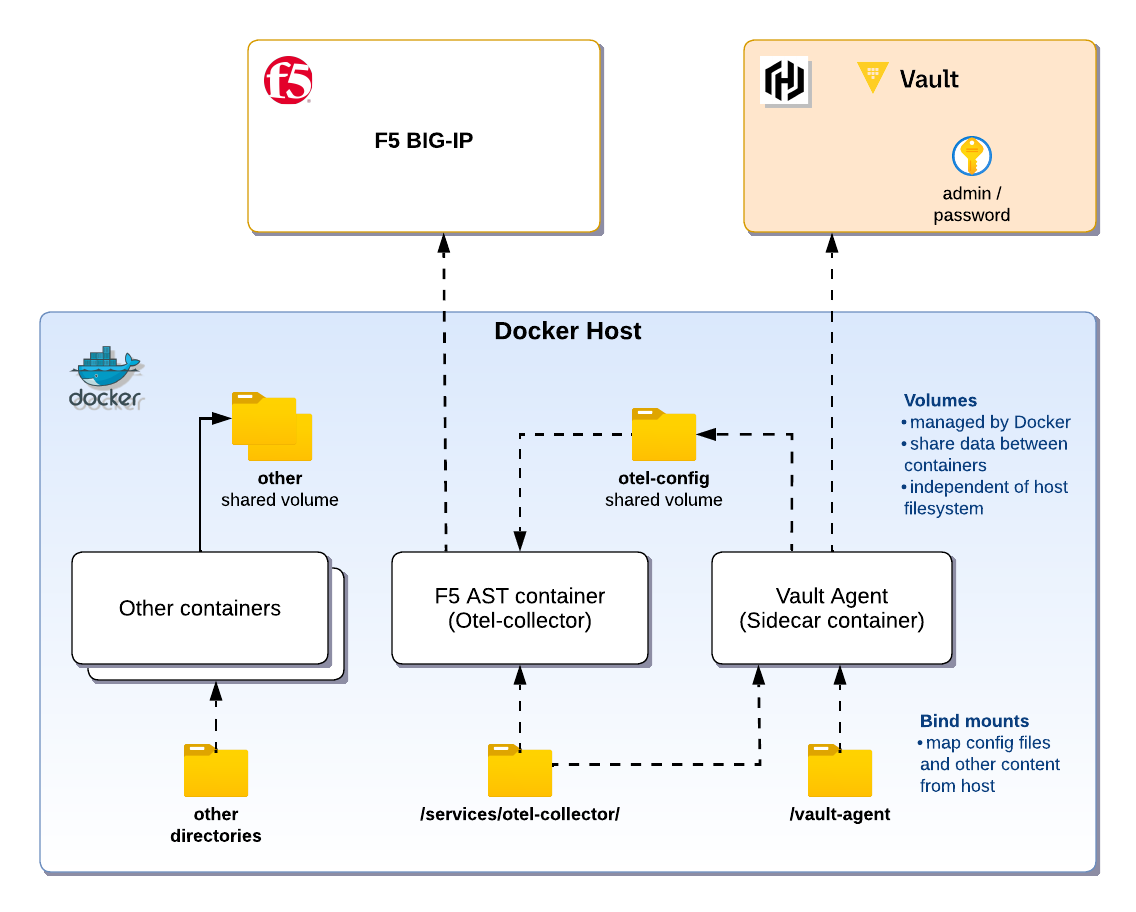 f5
F5 BIG-IP
Vault
admin /
password
Docker Host
docker
other
shared volume
otel-config
shared volume
Volumes
•managed by Docker
•share data between
containers
•independent of host
filesystem
Other containers
F5 AST container
(Otel-collector)
Vault Agent
(Sidecar container)
Bind mounts
•map config files
and other content
from host
other
directories
/services/otel-collector/
/vault-agent